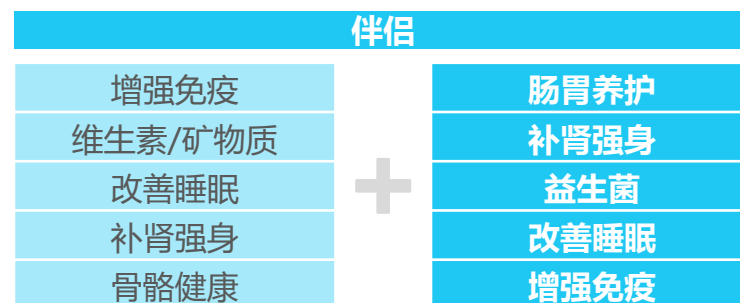 伴侣
增强免疫
肠胃养护
维生素/矿物质
补肾强身
+
改善睡眠
益生菌
补肾强身
改善睡眠
骨骼健康
增强免疫